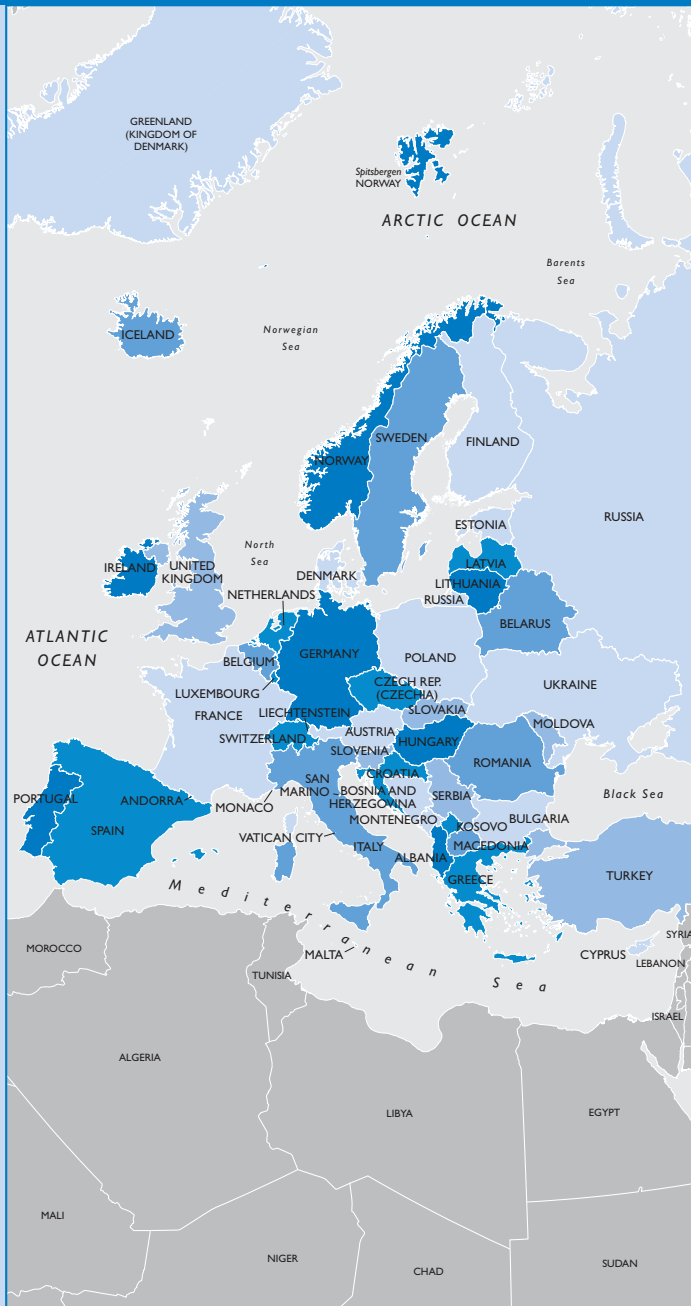 GREENLAND
(KINGDOM OF
DENMARK)
Spitsbergen
NORWAY
ARCTIC OCEAN
Barents
Sea
Norwegian
Sea
ICELAND
SWEDEN
FINLAND
NORWAY
RUSSIA
ESTONIA
North
Sea
LATVIA
IRELAND
UNITED
KINGDOM
DENMARK
LITHUANIA
NETHERLANDS
RUSSIA
BELARUS
ATLANTIC
OCEAN
BELGIUM
GERMANY
POLAND
CZECH REP.
(CZECHIA)
UKRAINE
LUXEMBOURG
SLOVAKIA
FRANCE
LIECHTENSTEIN
MOLDOVA
AUSTRIA
SWITZERLAND
HUNGARY
SLOVENIA
ROMANIA
CROATIA
SAN
MARINO
BOSNIA AND
HERZEGOVINA
SERBIA
Black Sea
PORTUGAL
ANDORRA
MONACO
MONTENEGRO
BULGARIA
SPAIN
KOSOVO
VATICAN CITY
ITALY
MACEDONIA
ALBANIA
GREECE
TURKEY
Mediterranean Sea
SYRIA
MOROCCO
MALTA
CYPRUS
LEBANON
TUNISIA
ISRAEL
ALGERIA
LIBYA
EGYPT
MALI
NIGER
CHAD
SUDAN